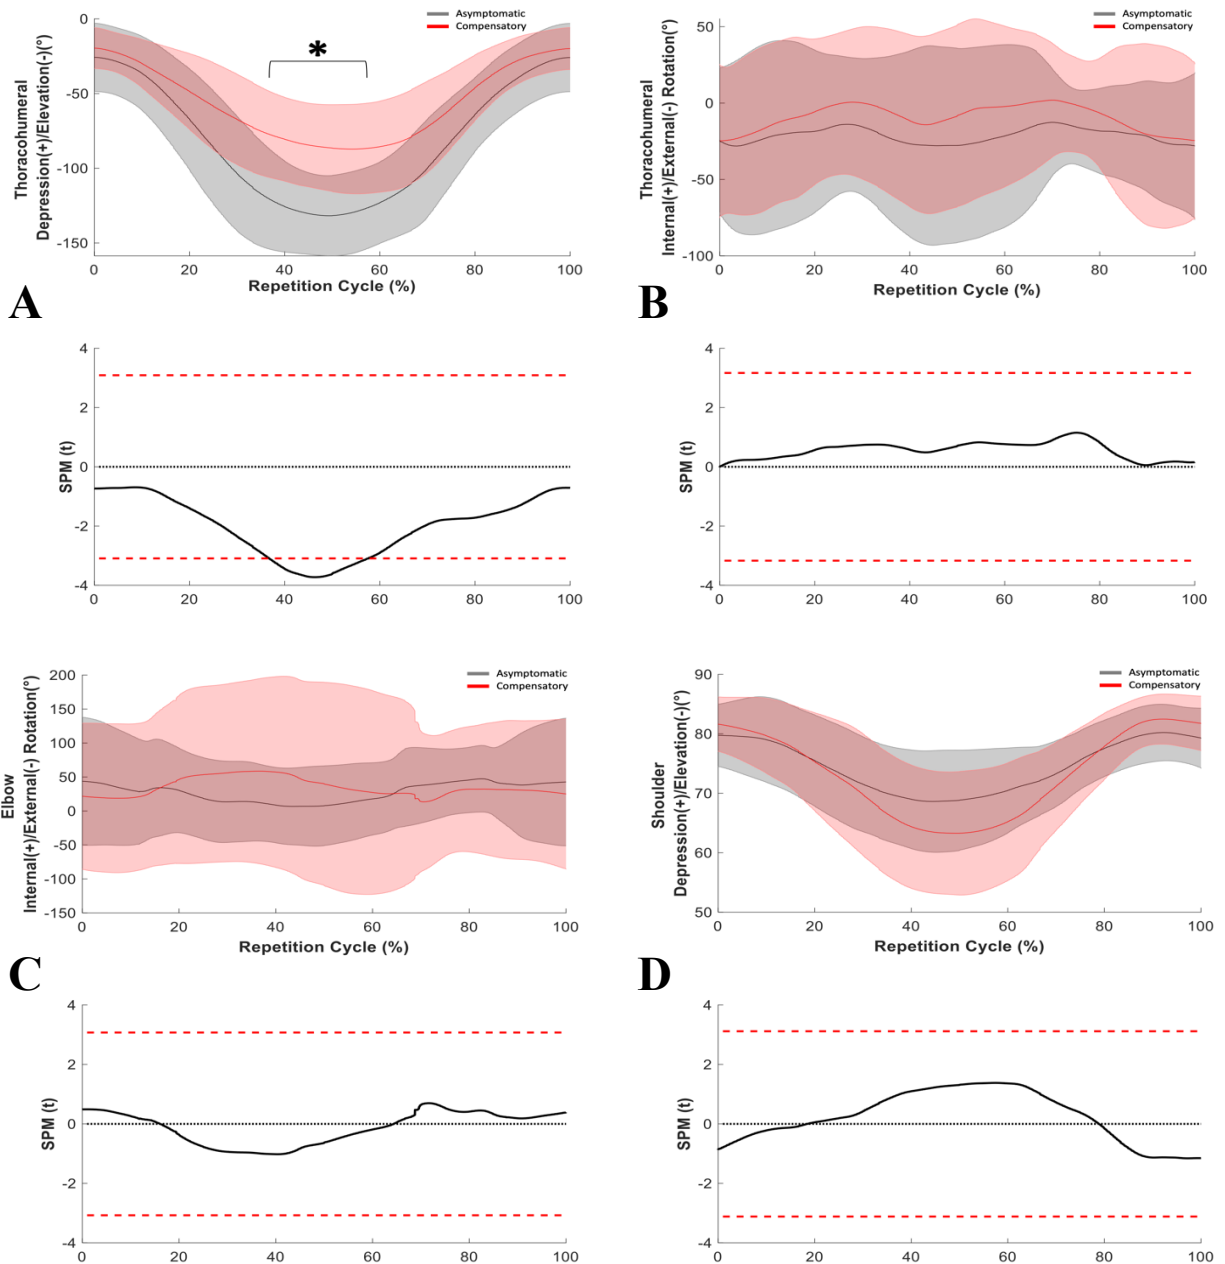 Thoracohumeral
Depression(+)/Elevation(-)(°)
0
-50
-100
-150
*
Asymptomatic
Compensatory
0 20 40 60 80 100
Repetition Cycle (%)
A
SPM (t)
4
2
0
-2
-4
0 20 40 60 80 100
Thoracohumeral
Internal(+)/External(-) Rotation(°)
50
0
-50
-100
Asymptomatic
Compensatory
0 20 40 60 80 100
Repetition Cycle (%)
B
SPM (t)
4
2
0
-2
-4
0 20 40 60 80 100
Elbow
Internal(+)/External(-) Rotation(°)
200
150
100
50
0
-50
-100
-150
Asymptomatic
Compensatory
0 20 40 60 80 100
Repetition Cycle (%)
C
SPM (t)
4
2
0
-2
-4
0 20 40 60 80 100
Shoulder
Depression(+)/Elevation(-)(°)
90
80
70
60
50
Asymptomatic
Compensatory
0 20 40 60 80 100
Repetition Cycle (%)
D
SPM (t)
4
2
0
-2
-4
0 20 40 60 80 100